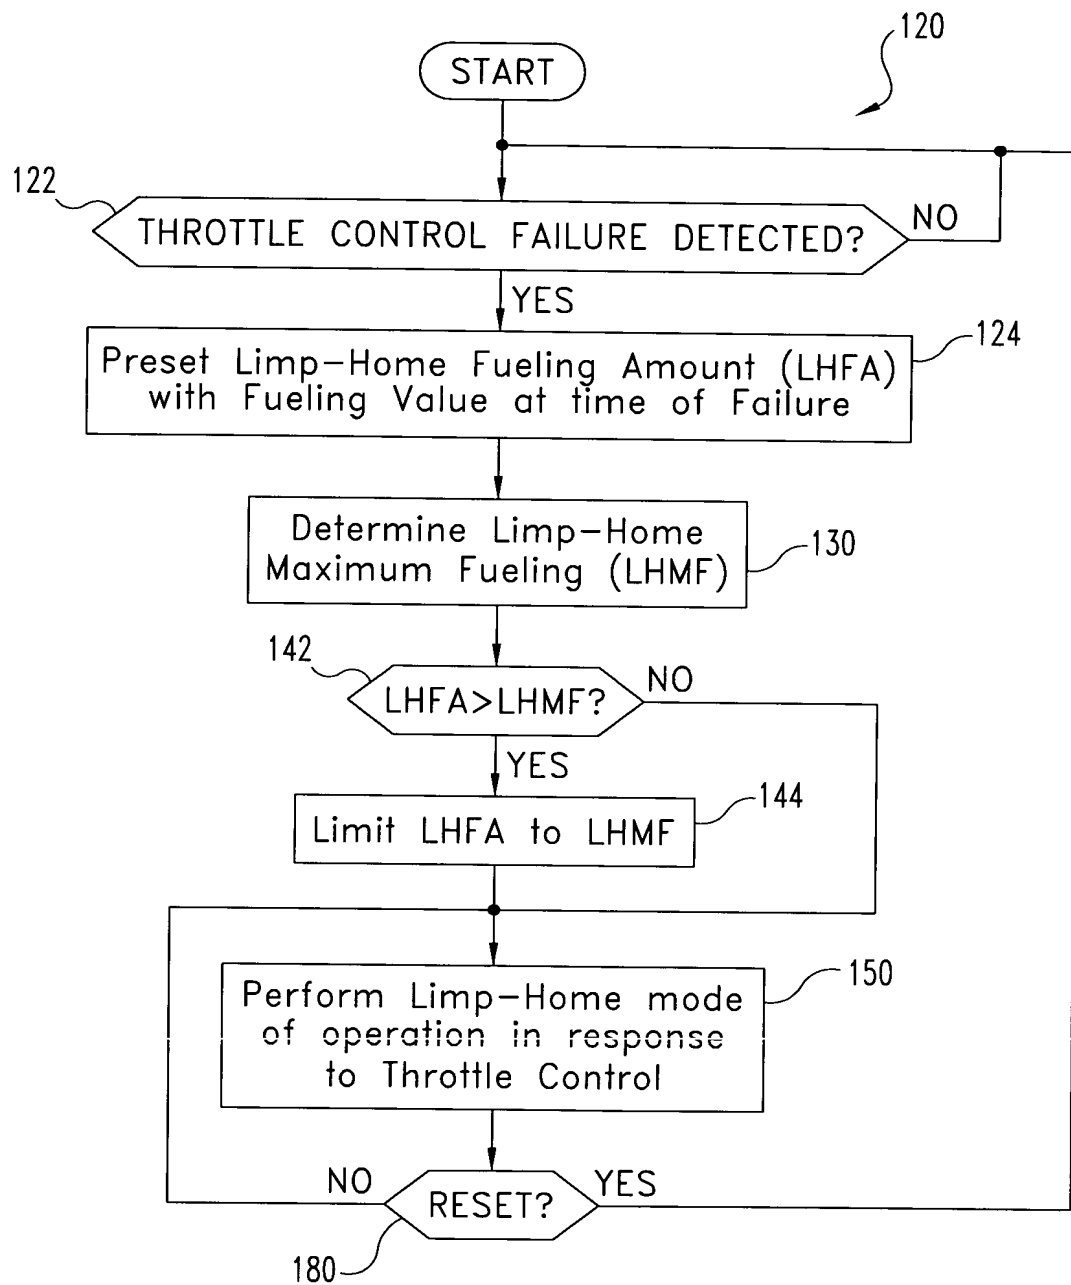 120
START
122
THROTTLE CONTROL FAILURE DETECTED?
NO
YES
124
Preset Limp-Home Fueling Amount (LHFA)
with Fueling Value at time of Failure
Determine Limp-Home
Maximum Fueling (LHMF)
130
142
LHFA>LHMF?
NO
YES
144
Limit LHFA to LHMF
150
Perform Limp-Home mode
of operation in response
to Throttle Control
NO
RESET?
YES
180